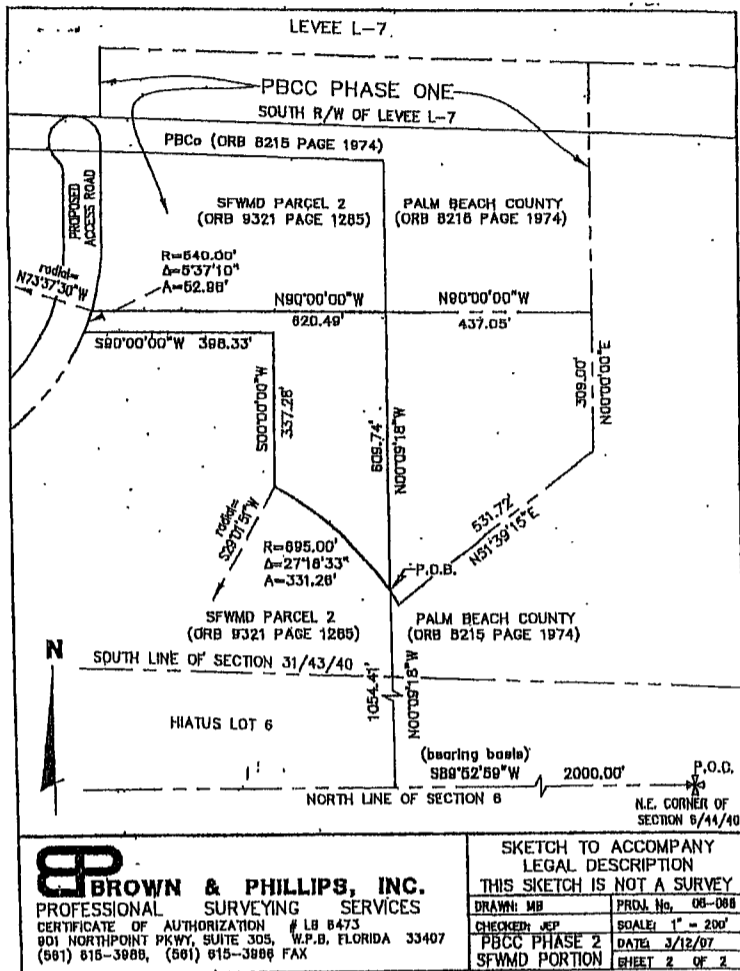 LEVEE L-7
PBCC PHASE ONE
SOUTH R/W OF LEVEE L-7
PBCo (ORB 8215 PAGE 1974)
PROPOSED
ACCESS ROAD
SFWMD PARCEL 2
(ORB 9321 PAGE 1285)
PALM BEACH COUNTY
(ORB 8215 PAGE 1974)
R=540.00'
Δ=5°37'10"
A=52.96'
radial=
N73°37'30"W
N90°00'00"W
620.49'
N90°00'00"W
437.05'
S90°00'00"W 398.33'
S00°00'00"W
337.26'
609.74'
N00°09'18"W
309.00'
N00°00'00"E
531.72'
N51°39'15"E
radial=
S29°01'51"W
R=695.00'
Δ=27°18'33"
A=331.26'
P.O.B.
SFWMD PARCEL 2
(ORB 9321 PAGE 1285)
PALM BEACH COUNTY
(ORB 8215 PAGE 1974)
N
SOUTH LINE OF SECTION 31/43/40
1054.41'
N00°09'18"W
HIATUS LOT 6
(bearing basis)
S89°52'59"W 2000.00'
P.O.C.
NORTH LINE OF SECTION 6
N.E. CORNER OF
SECTION 6/44/40
BROWN & PHILLIPS, INC.
PROFESSIONAL SURVEYING SERVICES
CERTIFICATE OF AUTHORIZATION # LB 6473
901 NORTHPOINT PKWY, SUITE 305, W.P.B. FLORIDA 33407
(561) 615-3988, (561) 615-3986 FAX
SKETCH TO ACCOMPANY
LEGAL DESCRIPTION
THIS SKETCH IS NOT A SURVEY
DRAWN: MB PROJ. No. 06-066
CHECKED: JEP SCALE: 1" = 200'
PBCC PHASE 2 DATE: 3/12/07
SFWMD PORTION SHEET 2 OF 2